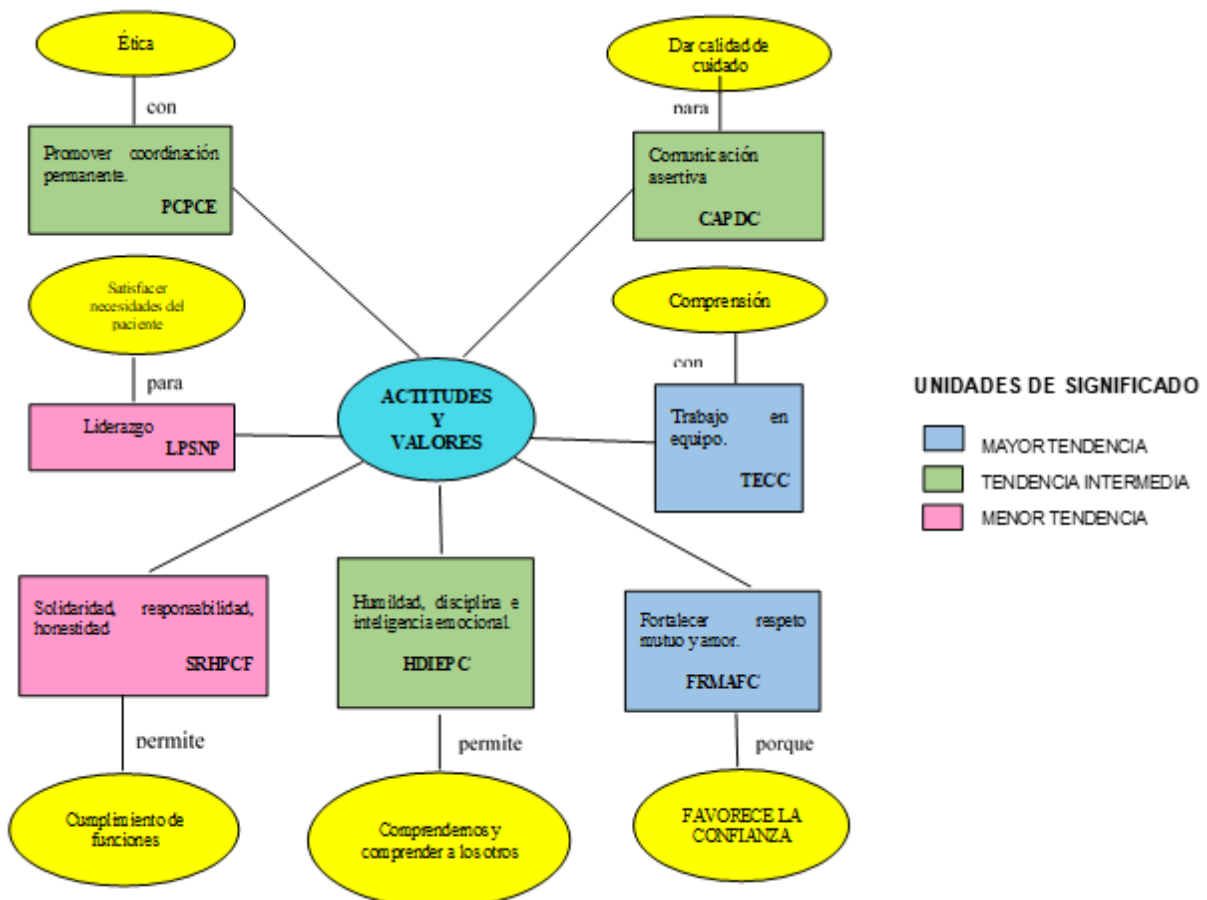 Ética
con
Promover coordinación
permanente.
PCPCE
Dar calidad de
cuidado
para
Comunicación
asertiva
CAPDC
Satisfacer
necesidades del
paciente
para
Liderazgo
LPSNP
Comprensión
con
Trabajo en
equipo.
TECC
ACTITUDES
Y
VALORES
UNIDADES DE SIGNIFICADO
MAYOR TENDENCIA
TENDENCIA INTERMEDIA
MENOR TENDENCIA
Solidaridad, responsabilidad,
honestidad
SRHPCF
permite
Cumplimiento de
funciones
Humildad, disciplina e
inteligencia emocional.
HDIEPC
permite
Comprendernos y
comprender a los otros
Fortalecer respeto
mutuo y amor.
FRMAFC
porque
FAVORECE LA
CONFIANZA